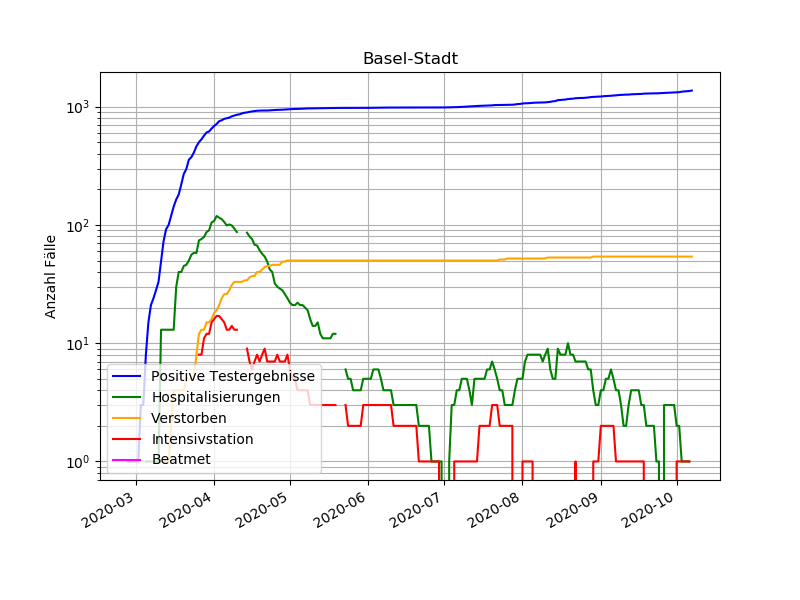 Basel-Stadt
Anzahl Fälle
10³
10²
10¹
10⁰
Positive Testergebnisse
Hospitalisierungen
Verstorben
Intensivstation
Beatmet
2020-03
2020-04
2020-05
2020-06
2020-07
2020-08
2020-09
2020-10